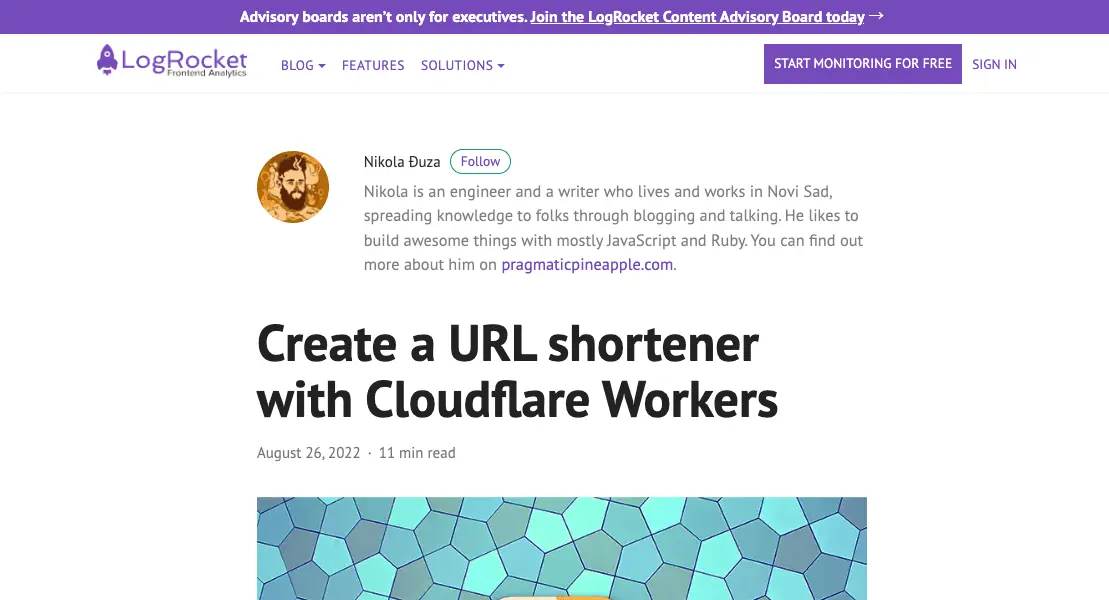 Advisory boards aren’t only for executives. Join the LogRocket Content Advisory Board today →
LogRocket
Frontend Analytics
BLOG
FEATURES
SOLUTIONS
START MONITORING FOR FREE
SIGN IN
Nikola Đuza
Follow
Nikola is an engineer and a writer who lives and works in Novi Sad,
spreading knowledge to folks through blogging and talking. He likes to
build awesome things with mostly JavaScript and Ruby. You can find out
more about him on pragmaticpineapple.com.
Create a URL shortener
with Cloudflare Workers
August 26, 2022 · 11 min read